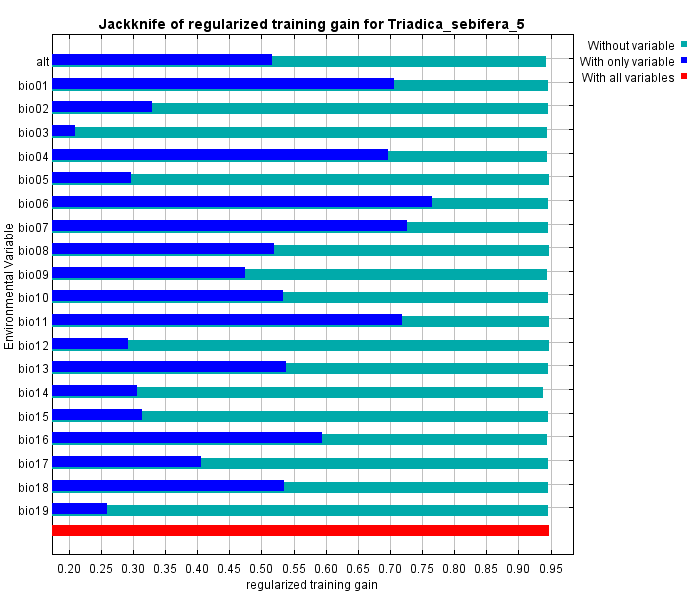 Jackknife of regularized training gain for Triadica_sebifera_5
Without variable
With only variable
With all variables
Environmental Variable
alt
bio01
bio02
bio03
bio04
bio05
bio06
bio07
bio08
bio09
bio10
bio11
bio12
bio13
bio14
bio15
bio16
bio17
bio18
bio19
0.20 0.25 0.30 0.35 0.40 0.45 0.50 0.55 0.60 0.65 0.70 0.75 0.80 0.85 0.90 0.95
regularized training gain